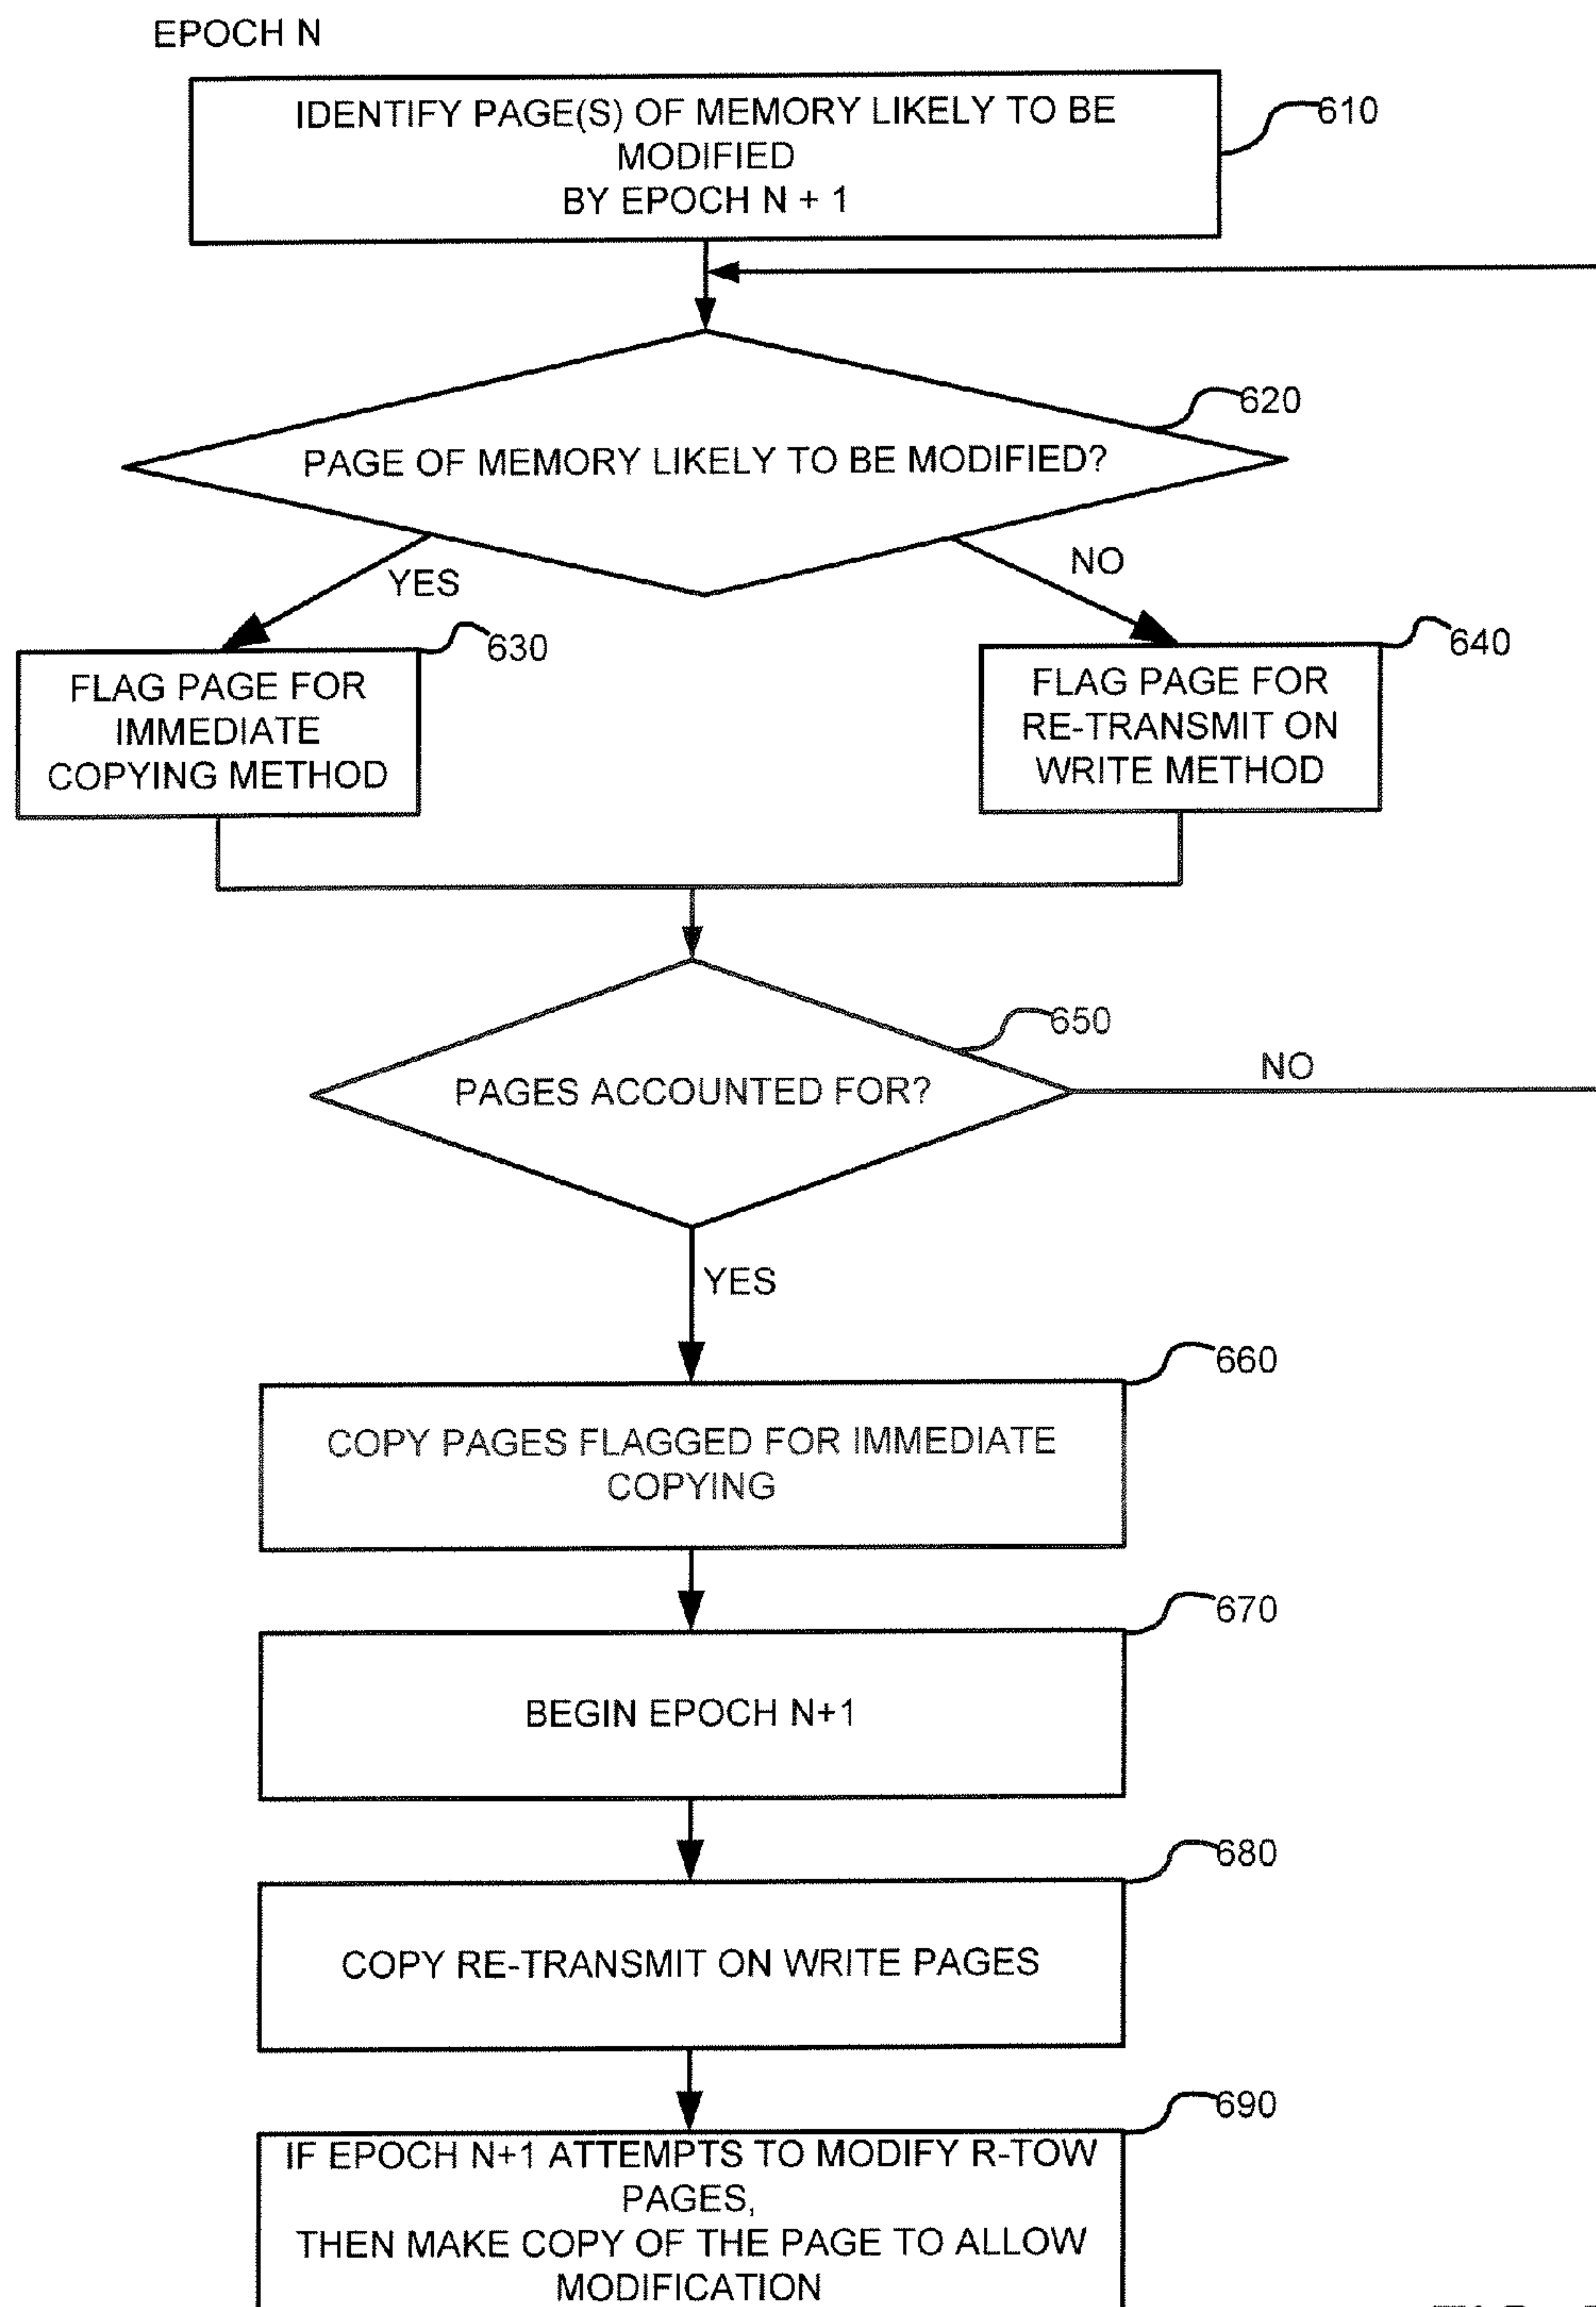 EPOCH N
IDENTIFY PAGE(S) OF MEMORY LIKELY TO BE
MODIFIED
BY EPOCH N + 1
610
620
PAGE OF MEMORY LIKELY TO BE MODIFIED?
YES
NO
630
640
FLAG PAGE FOR
IMMEDIATE
COPYING METHOD
FLAG PAGE FOR
RE-TRANSMIT ON
WRITE METHOD
650
PAGES ACCOUNTED FOR?
NO
YES
660
COPY PAGES FLAGGED FOR IMMEDIATE
COPYING
670
BEGIN EPOCH N+1
680
COPY RE-TRANSMIT ON WRITE PAGES
690
IF EPOCH N+1 ATTEMPTS TO MODIFY R-TOW
PAGES,
THEN MAKE COPY OF THE PAGE TO ALLOW
MODIFICATION